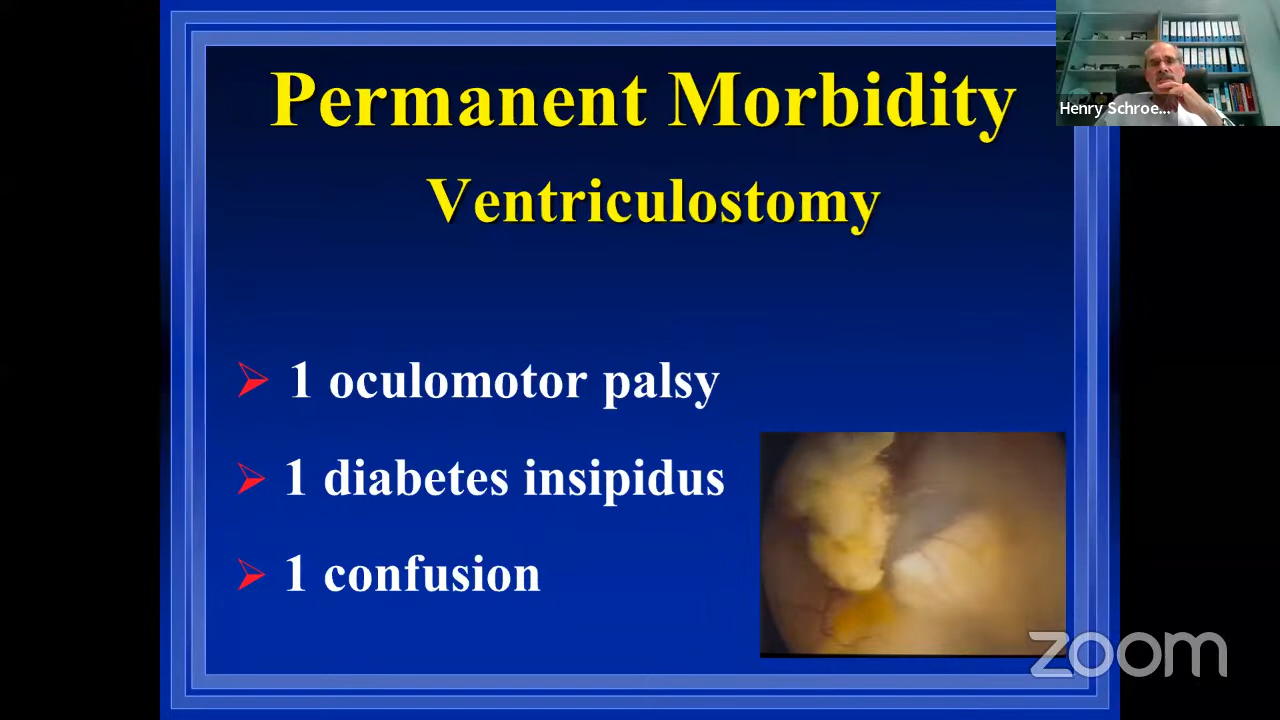 Permanent Morbidity
Henry Schroe...
Ventriculostomy
1 oculomotor palsy
1 diabetes insipidus
1 confusion
zoom